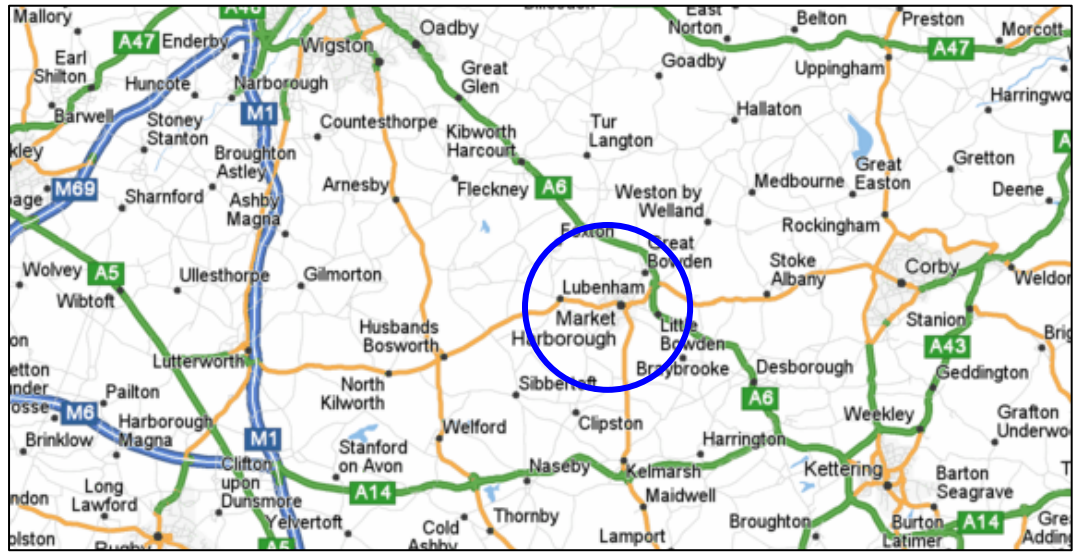 Mallory
A47
Enderby
Wigston
Oadby
East
Norton
Belton
Preston
Morcott
A47
Earl
Shilton
Huncote
Narborough
Great
Glen
Goadby
Uppingham
Barwell
Stoney
Stanton
M1
Countesthorpe
Kibworth
Harcourt
Tur
Langton
Hallaton
Broughton
Astley
M69
Sharnford
Arnesby
Fleckney
A6
Weston by
Welland
Medbourne
Great
Easton
Gretton
Deene
Ashby
Magna
Foxton
Rockingham
Great
Bowden
Wolvey
A5
Wibtoft
Ullesthorpe
Gilmorton
Lubenham
Stoke
Albany
Corby
Market
Harborough
Husbands
Bosworth
Little
Bowden
Stanion
A43
Lutterworth
North
Kilworth
Sibbertoft
Braybrooke
Desborough
Geddington
Pailton
M6
Harborough
Magna
Brinklow
M1
Welford
Clipston
A6
Harrington
Weekley
Grafton
Stanford
on Avon
Clifton
upon
Dunsmore
Naseby
Kelmarsh
Kettering
Barton
Seagrave
Long
Lawford
A14
Maidwell
Yelvertoft
Cold
Ashby
Thornby
Lamport
Broughton
Burton
Latimer
A14
A5
Rugby